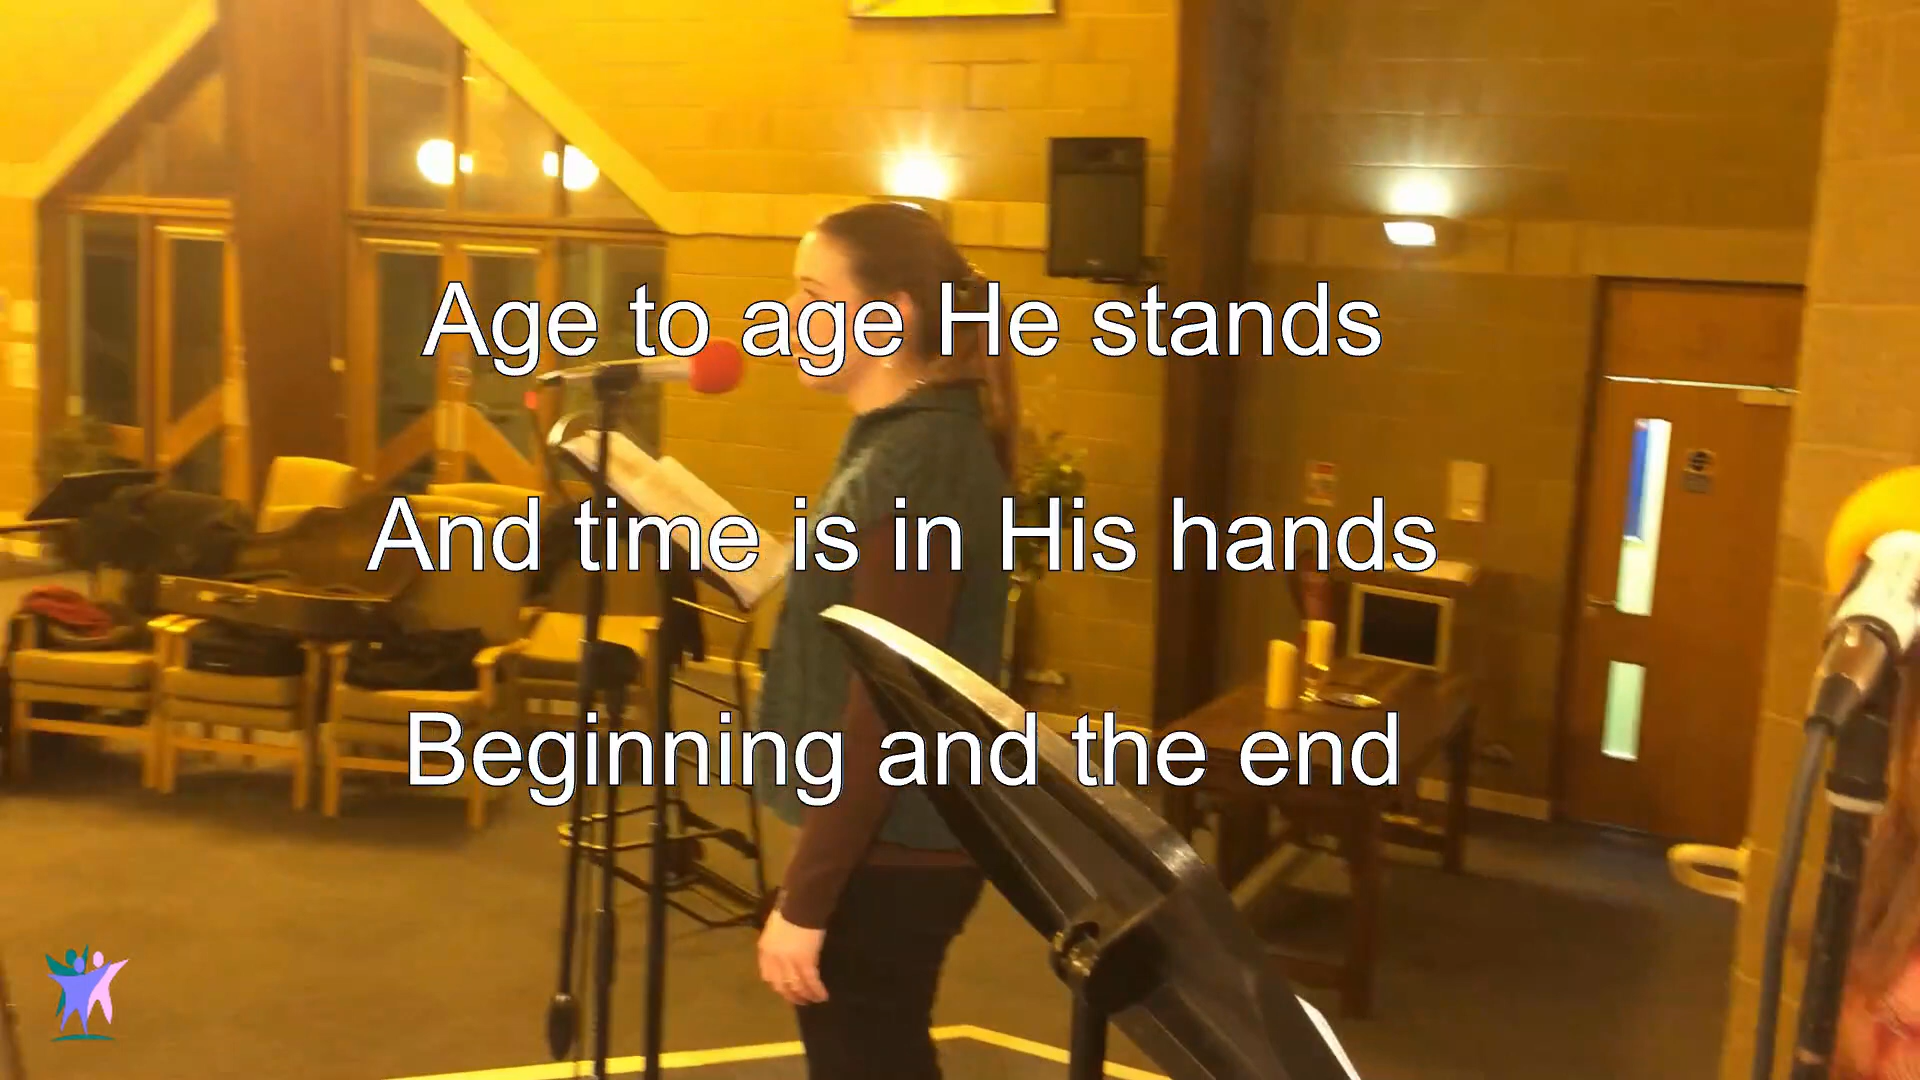 Age to age He stands
And time is in His hands
Beginning and the end